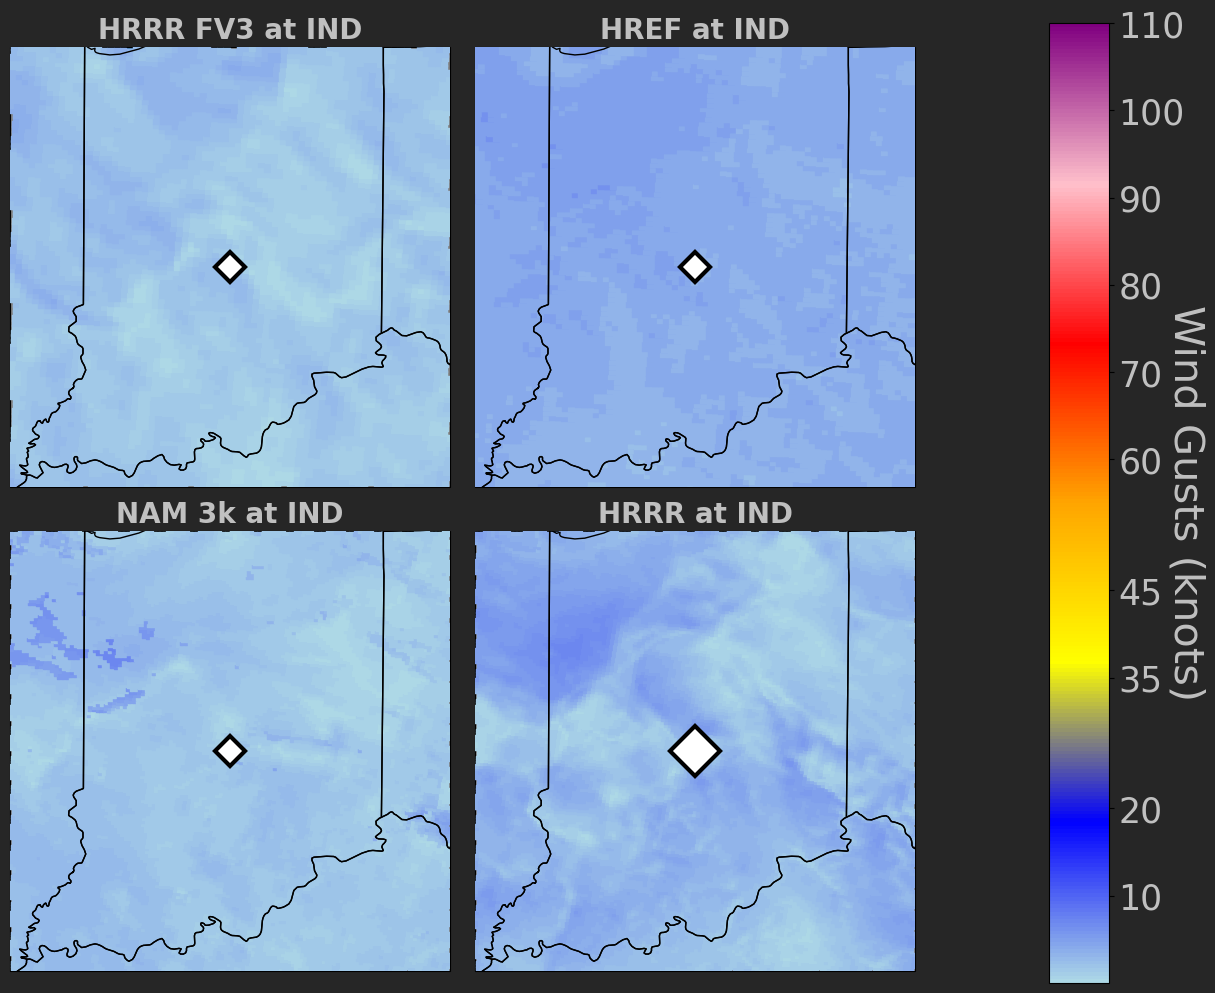 HRRR FV3 at IND
HREF at IND
NAM 3k at IND
HRRR at IND
110
100
90
80
70
60
45
35
20
10
Wind Gusts (knots)